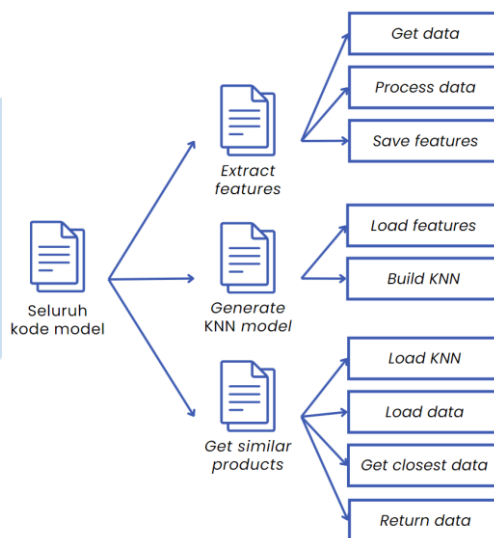 Seluruh
kode model
Extract
features
Get data
Process data
Save features
Generate
KNN model
Load features
Build KNN
Get similar
products
Load KNN
Load data
Get closest data
Return data